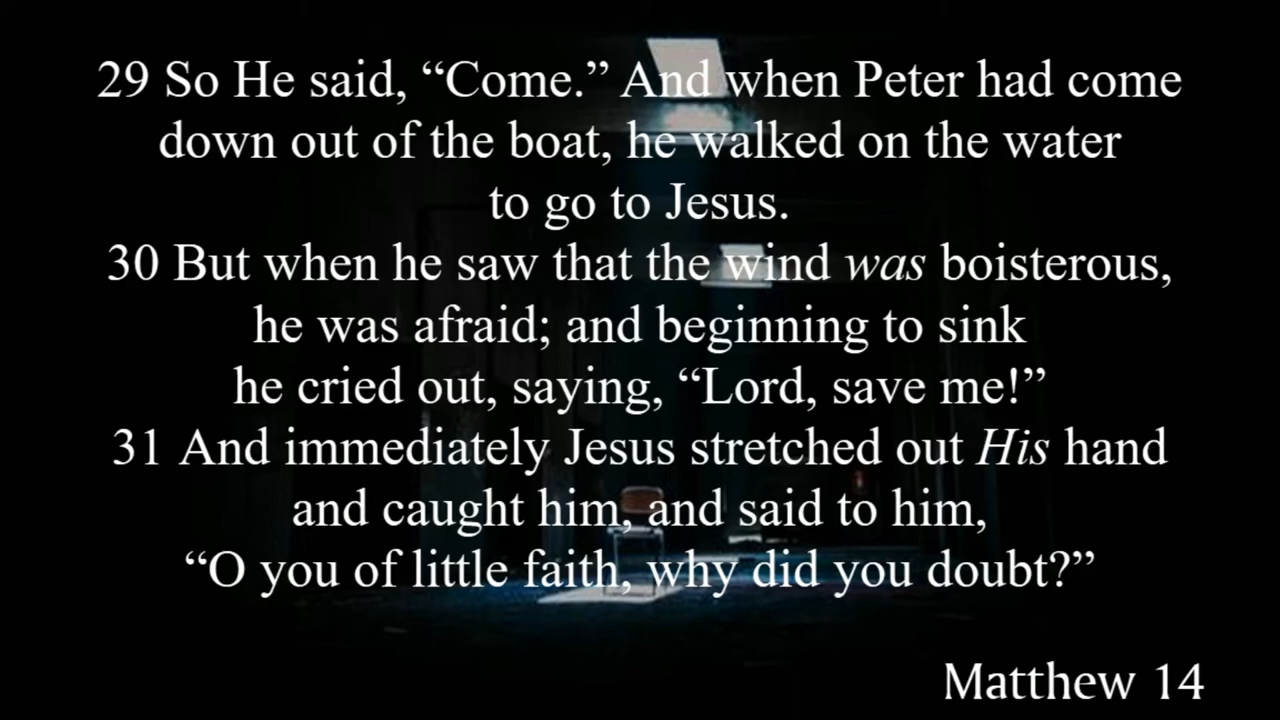 29 So He said, “Come.” And when Peter had come
down out of the boat, he walked on the water
to go to Jesus.
30 But when he saw that the wind was boisterous,
he was afraid; and beginning to sink
he cried out, saying, “Lord, save me!”
31 And immediately Jesus stretched out His hand
and caught him, and said to him,
“O you of little faith, why did you doubt?”
Matthew 14